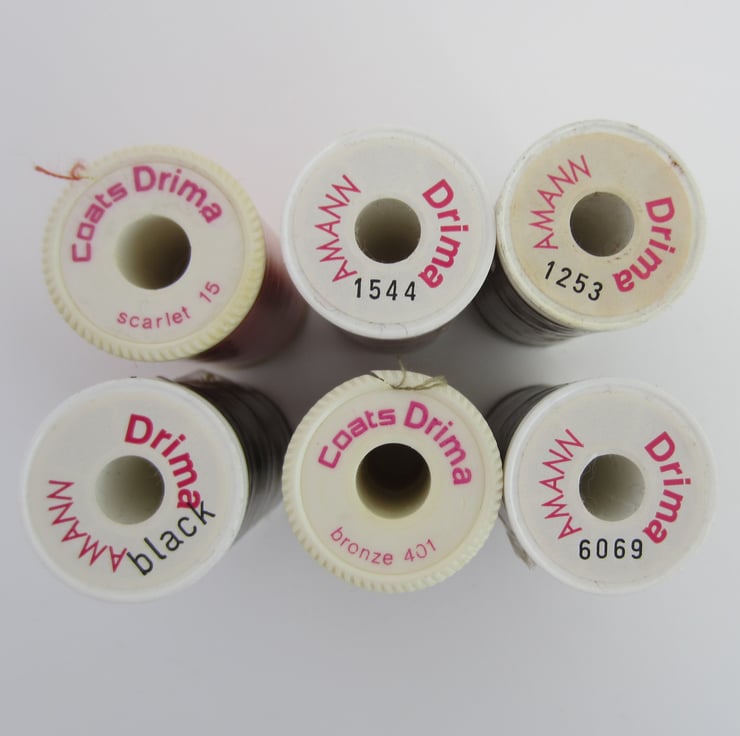 Coats Drima
scarlet 15
AMANN Drima
1544
AMANN Drima
1253
AMANN Drima
black
Coats Drima
bronze 401
AMANN Drima
6069